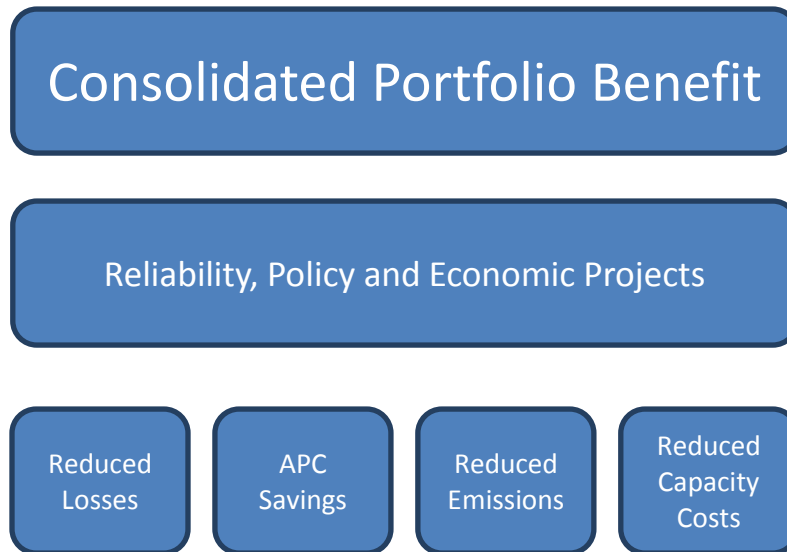 Consolidated Portfolio Benefit
Reliability, Policy and Economic Projects
Reduced
Losses
APC
Savings
Reduced
Emissions
Reduced
Capacity
Costs